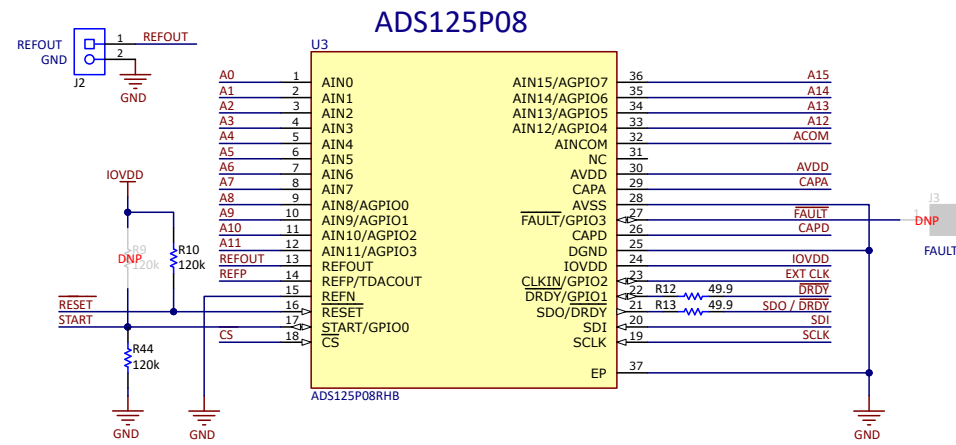 ADS125P08
REFOUT 1 REFOUT
GND 2
J2
GND
U3
A0 1 AIN0 AIN15/AGPIO7 36 A15
A1 2 AIN1 AIN14/AGPIO6 35 A14
A2 3 AIN2 AIN13/AGPIO5 34 A13
A3 4 AIN3 AIN12/AGPIO4 33 A12
A4 5 AIN4 AINCOM 32 ACOM
A5 6 AIN5 NC 31
A6 7 AIN6 AVDD 30 AVDD
A7 8 AIN7 CAPA 29 CAPA
A8 9 AIN8/AGPIO0 AVSS 28
A9 10 AIN9/AGPIO1 FAULT/GPIO3 27 FAULT
A10 11 AIN10/AGPIO2 CAPD 26 CAPD
A11 12 AIN11/AGPIO3 DGND 25
REFOUT 13 REFOUT IOVDD 24 IOVDD
REFP 14 REFP/TDACOUT CLKIN/GPIO2 23 EXT CLK
15 REFN DRDY/GPIO1 22 R12 49.9 DRDY
RESET 16 RESET SDO/DRDY 21 R13 49.9 SDO / DRDY
START 17 START/GPIO0 SDI 20 SDI
CS 18 CS SCLK 19 SCLK
EP 37
ADS125P08RHB
IOVDD
R9 DNP 120k
R10 120k
R44
120k
GND
GND
GND
J3
1 DNP
FAULT